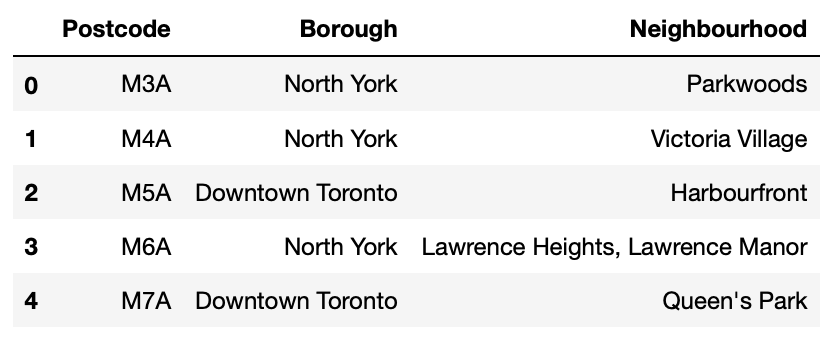 Postcode Borough Neighbourhood
0 M3A North York Parkwoods
1 M4A North York Victoria Village
2 M5A Downtown Toronto Harbourfront
3 M6A North York Lawrence Heights, Lawrence Manor
4 M7A Downtown Toronto Queen's Park